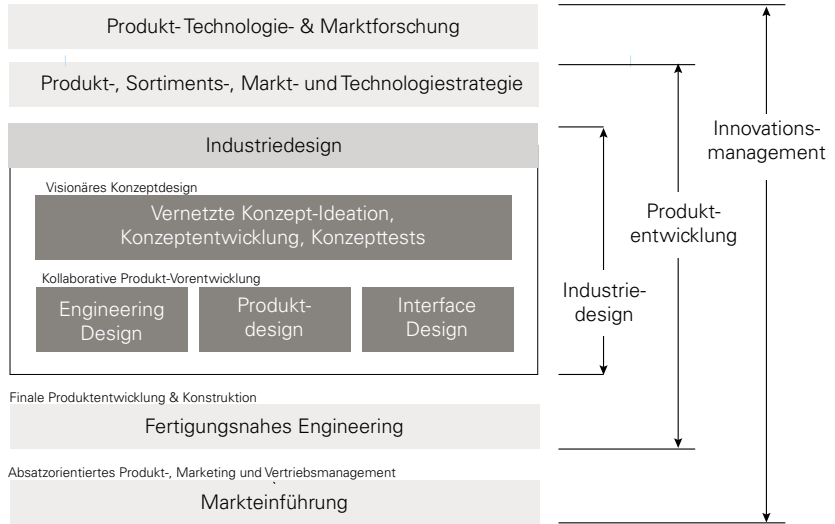 Produkt- Technologie- & Marktforschung
Produkt-, Sortiments-, Markt- und Technologiestrategie
Industriedesign
Visionäres Konzeptdesign
Vernetzte Konzept-Ideation,
Konzeptentwicklung, Konzepttests
Kollaborative Produkt-Vorentwicklung
Engineering
Design
Produkt-
design
Interface
Design
Finale Produktentwicklung & Konstruktion
Fertigungsnahes Engineering
Absatzorientiertes Produkt-, Marketing und Vertriebsmanagement
Markteinführung
Industrie-
design
Produkt-
entwicklung
Innovations-
management